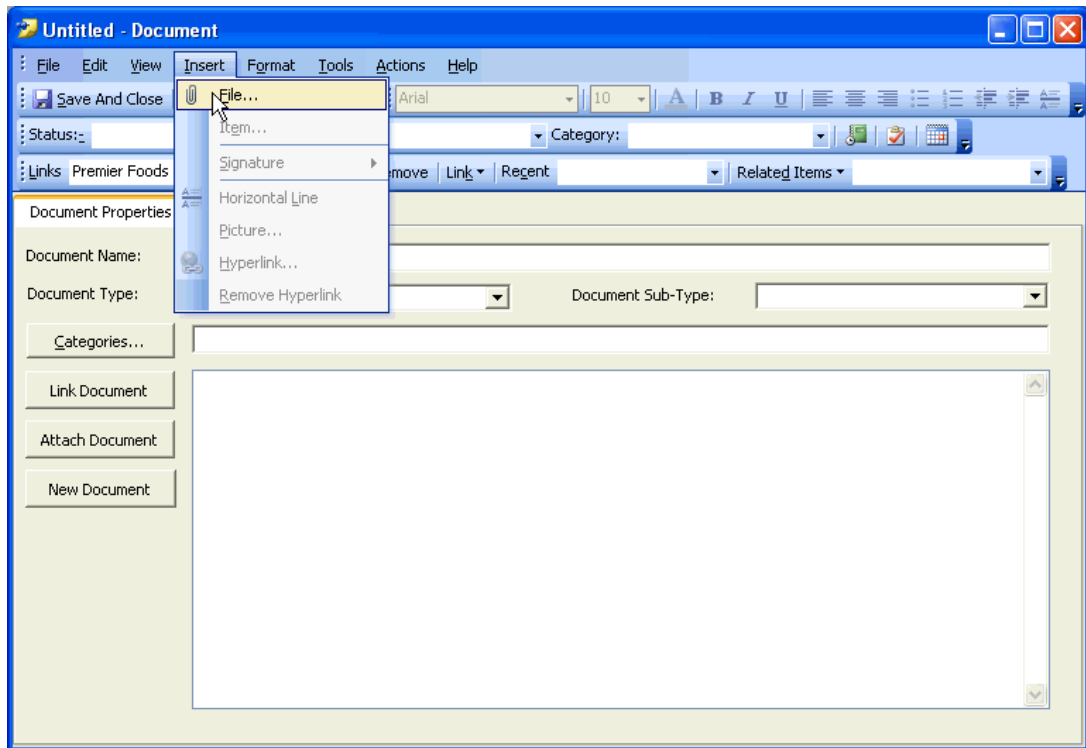 Untitled - Document
File Edit View Insert Format Tools Actions Help
Save And Close File... Arial 10 A B I U
Status:- Item... Category:
Links Premier Foods Signature move Link Recent Related Items
Document Properties Horizontal Line
Picture...
Document Name: Hyperlink...
Document Type: Remove Hyperlink Document Sub-Type:
Categories...
Link Document
Attach Document
New Document